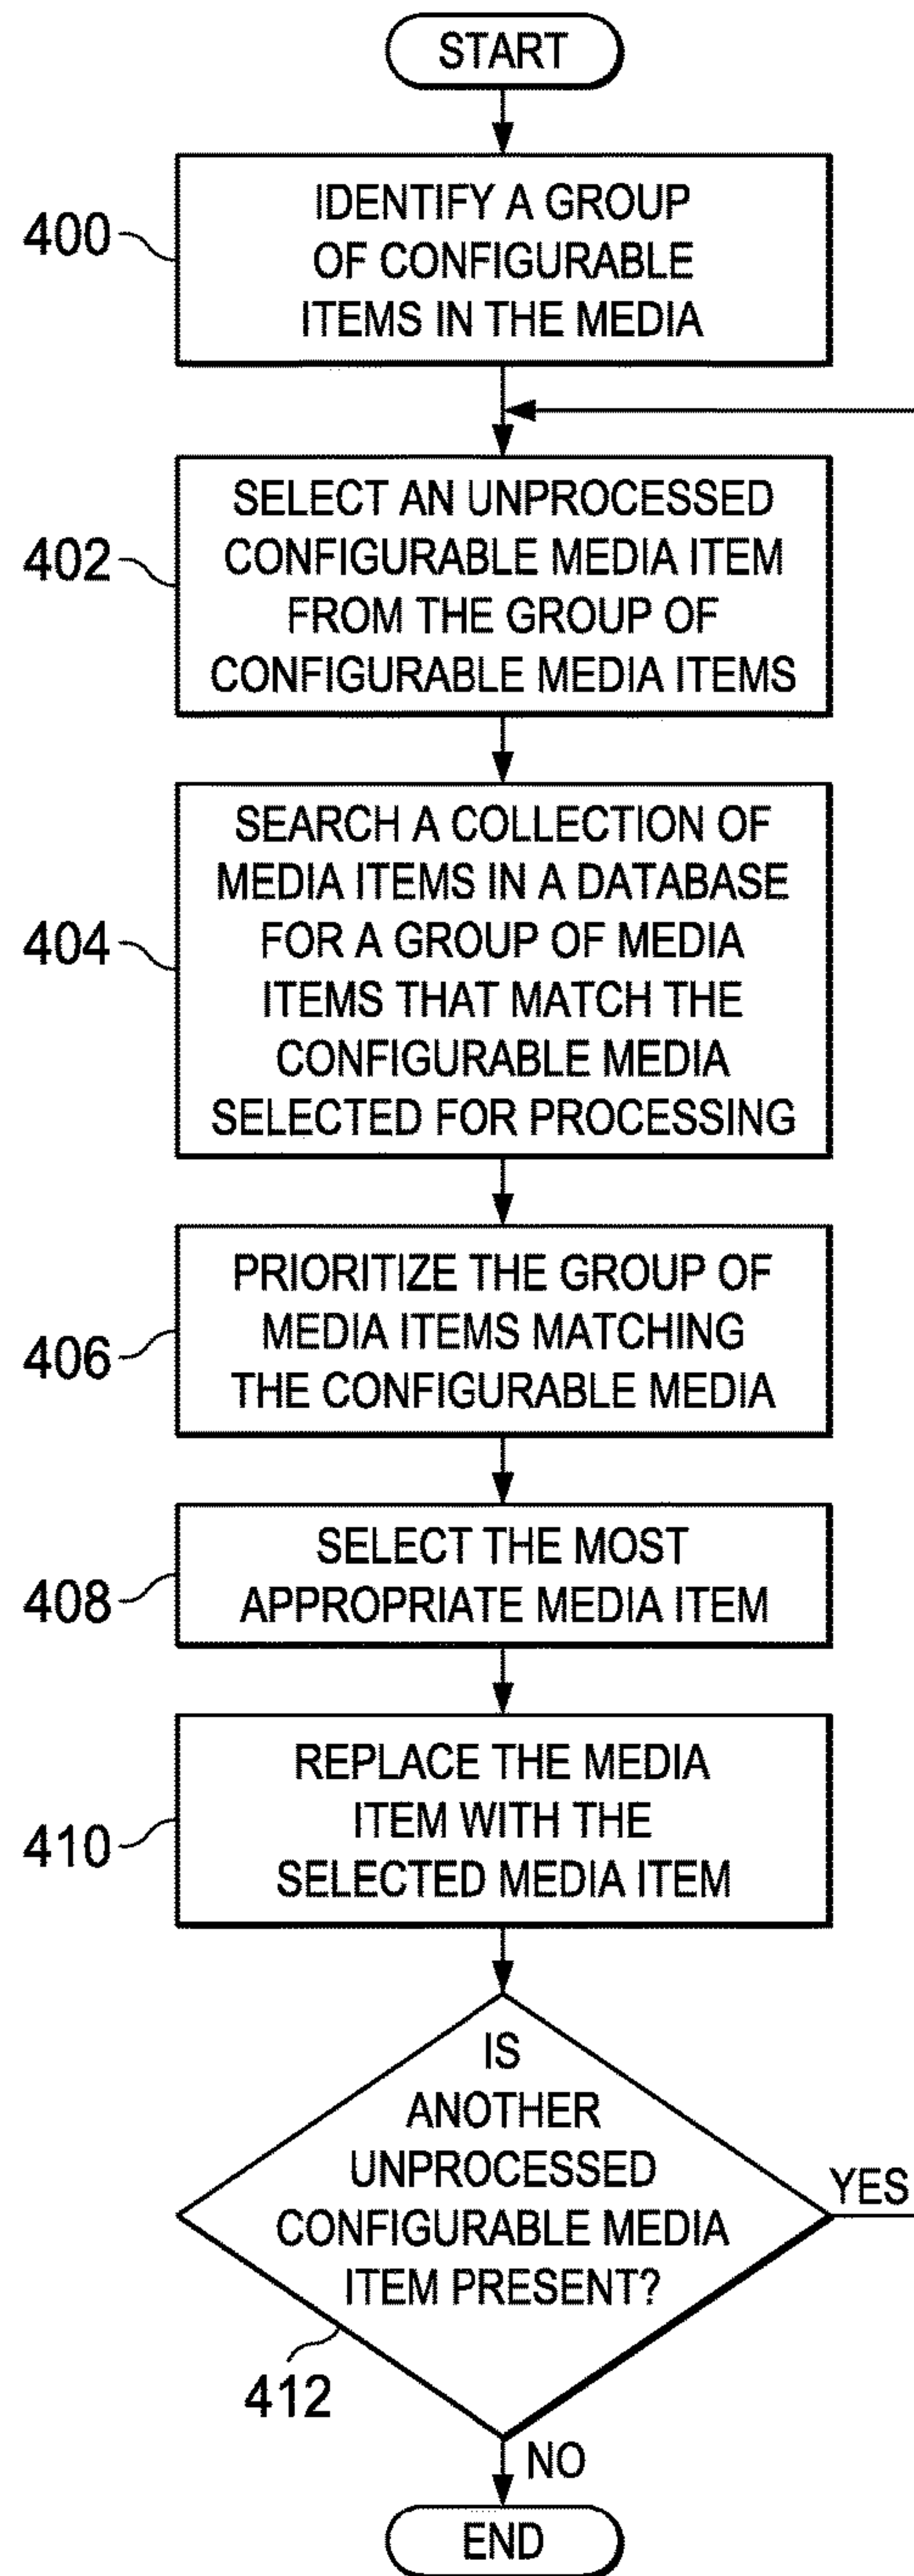 START
400
IDENTIFY A GROUP
OF CONFIGURABLE
ITEMS IN THE MEDIA
402
SELECT AN UNPROCESSED
CONFIGURABLE MEDIA ITEM
FROM THE GROUP OF
CONFIGURABLE MEDIA ITEMS
404
SEARCH A COLLECTION OF
MEDIA ITEMS IN A DATABASE
FOR A GROUP OF MEDIA
ITEMS THAT MATCH THE
CONFIGURABLE MEDIA
SELECTED FOR PROCESSING
406
PRIORITIZE THE GROUP OF
MEDIA ITEMS MATCHING
THE CONFIGURABLE MEDIA
408
SELECT THE MOST
APPROPRIATE MEDIA ITEM
410
REPLACE THE MEDIA
ITEM WITH THE
SELECTED MEDIA ITEM
IS
ANOTHER
UNPROCESSED
CONFIGURABLE MEDIA
ITEM PRESENT?
YES
412
NO
END